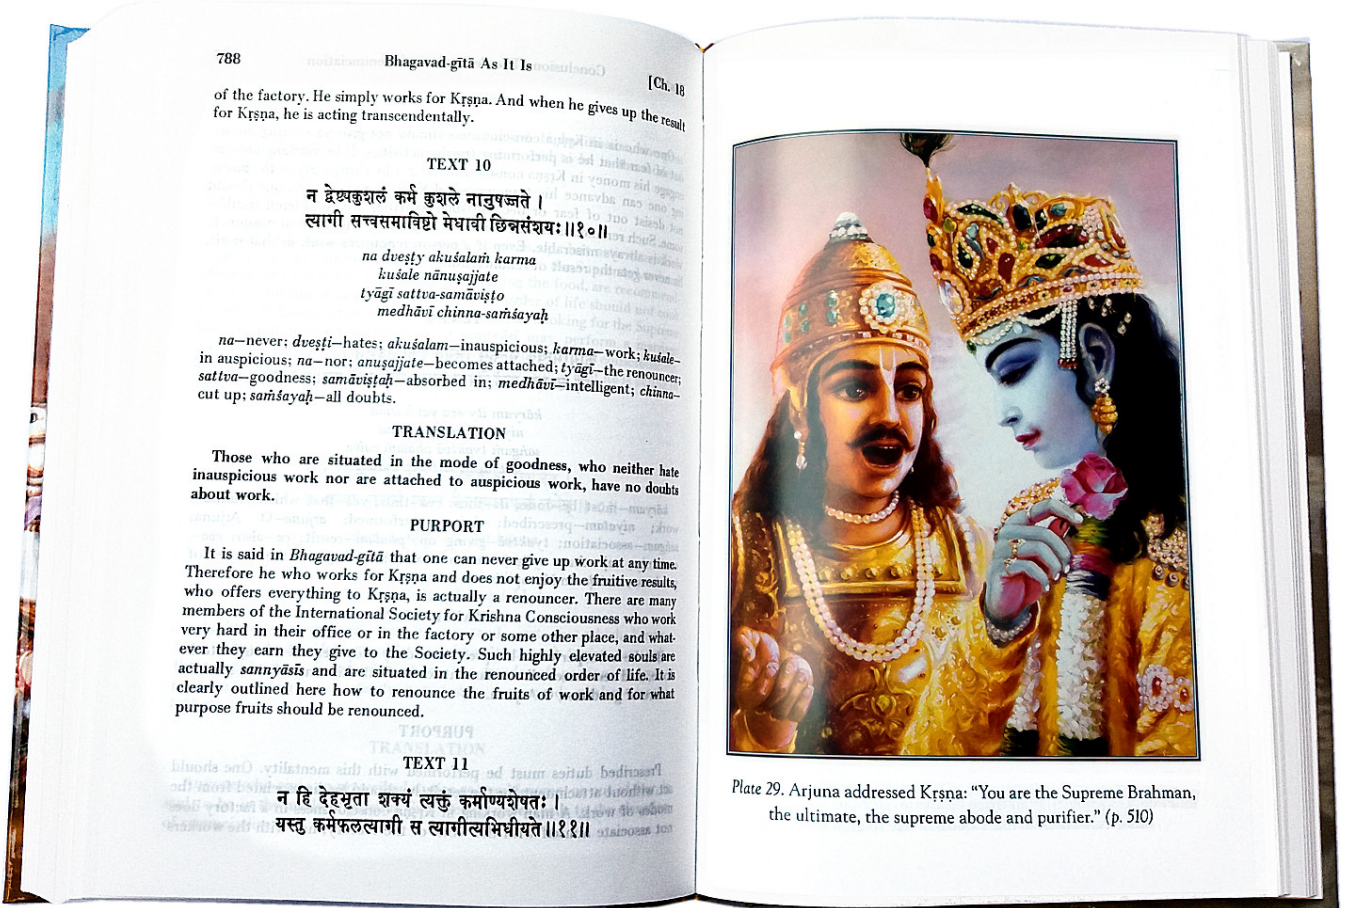 788
Bhagavad-gītā As It Is
[Ch. 18
of the factory. He simply works for Kṛṣṇa. And when he gives up the result
for Kṛṣṇa, he is acting transcendentally.
TEXT 10
न द्वेष्ट्यकुशलं कर्म कुशले नानुषज्जते ।
त्यागी सत्त्वसमाविष्टो मेधावी छिन्नसंशयः ॥१०॥
na dveṣṭy akuśalaṁ karma
kuśale nānuṣajjate
tyāgī sattva-samāviṣṭo
medhāvī chinna-saṁśayaḥ
na—never; dveṣṭi—hates; akuśalam—inauspicious; karma—work; kuśale—
in auspicious; na—nor; anuṣajjate—becomes attached; tyāgī—the renouncer;
sattva—goodness; samāviṣṭaḥ—absorbed in; medhāvī—intelligent; chinna—
cut up; saṁśayaḥ—all doubts.
TRANSLATION
Those who are situated in the mode of goodness, who neither hate
inauspicious work nor are attached to auspicious work, have no doubts
about work.
PURPORT
It is said in Bhagavad-gītā that one can never give up work at any time.
Therefore he who works for Kṛṣṇa and does not enjoy the fruitive results,
who offers everything to Kṛṣṇa, is actually a renouncer. There are many
members of the International Society for Krishna Consciousness who work
very hard in their office or in the factory or some other place, and what-
ever they earn they give to the Society. Such highly elevated souls are
actually sannyāsīs and are situated in the renounced order of life. It is
clearly outlined here how to renounce the fruits of work and for what
purpose fruits should be renounced.
TEXT 11
न हि देहभृता शक्यं त्यक्तुं कर्माण्यशेषतः ।
यस्तु कर्मफलत्यागी स त्यागीत्यभिधीयते ॥११॥
Plate 29. Arjuna addressed Kṛṣṇa: “You are the Supreme Brahman,
the ultimate, the supreme abode and purifier.” (p. 510)